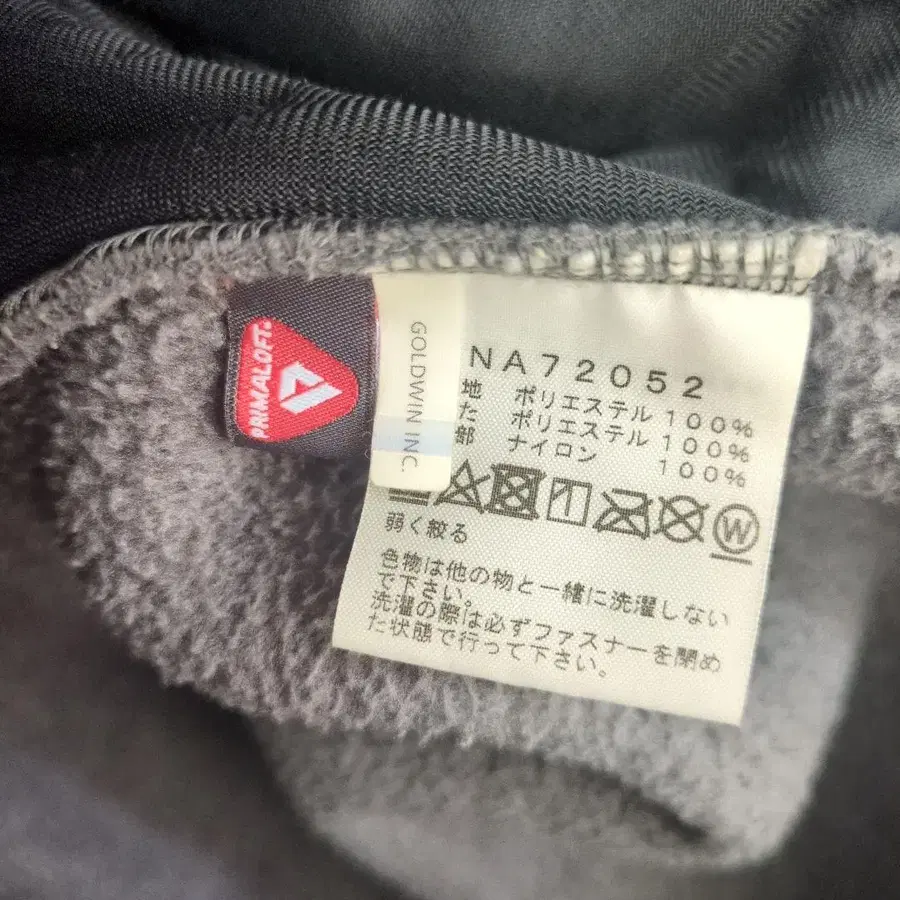 PRIMALOFT®
GOLDWIN INC.
NA72052
地 ポリエステル 100%
た ポリエステル 100%
部 ナイロン 100%
W
弱く絞る
色物は他の物と一緒に洗濯しない
で下さい。
洗濯の際は必ずファスナーを閉め
た状態で行って下さい。